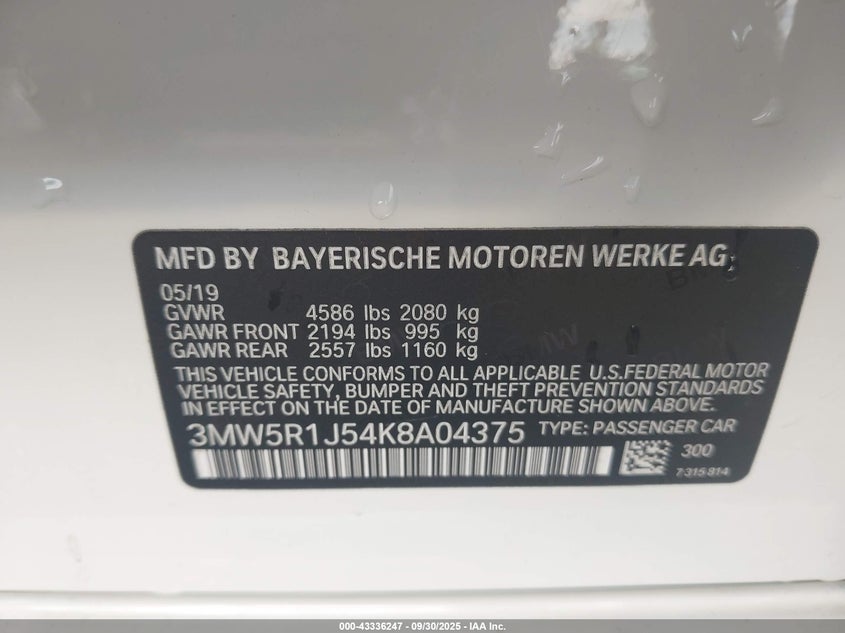 MFD BY BAYERISCHE MOTOREN WERKE AG
05/19
GVWR 4586 lbs 2080 kg
GAWR FRONT 2194 lbs 995 kg
GAWR REAR 2557 lbs 1160 kg
THIS VEHICLE CONFORMS TO ALL APPLICABLE U.S.FEDERAL MOTOR
VEHICLE SAFETY, BUMPER AND THEFT PREVENTION STANDARDS
IN EFFECT ON THE DATE OF MANUFACTURE SHOWN ABOVE.
3MW5R1J54K8A04375 TYPE: PASSENGER CAR
300
7 315 814
000-43336247 - 09/30/2025 - IAA Inc.